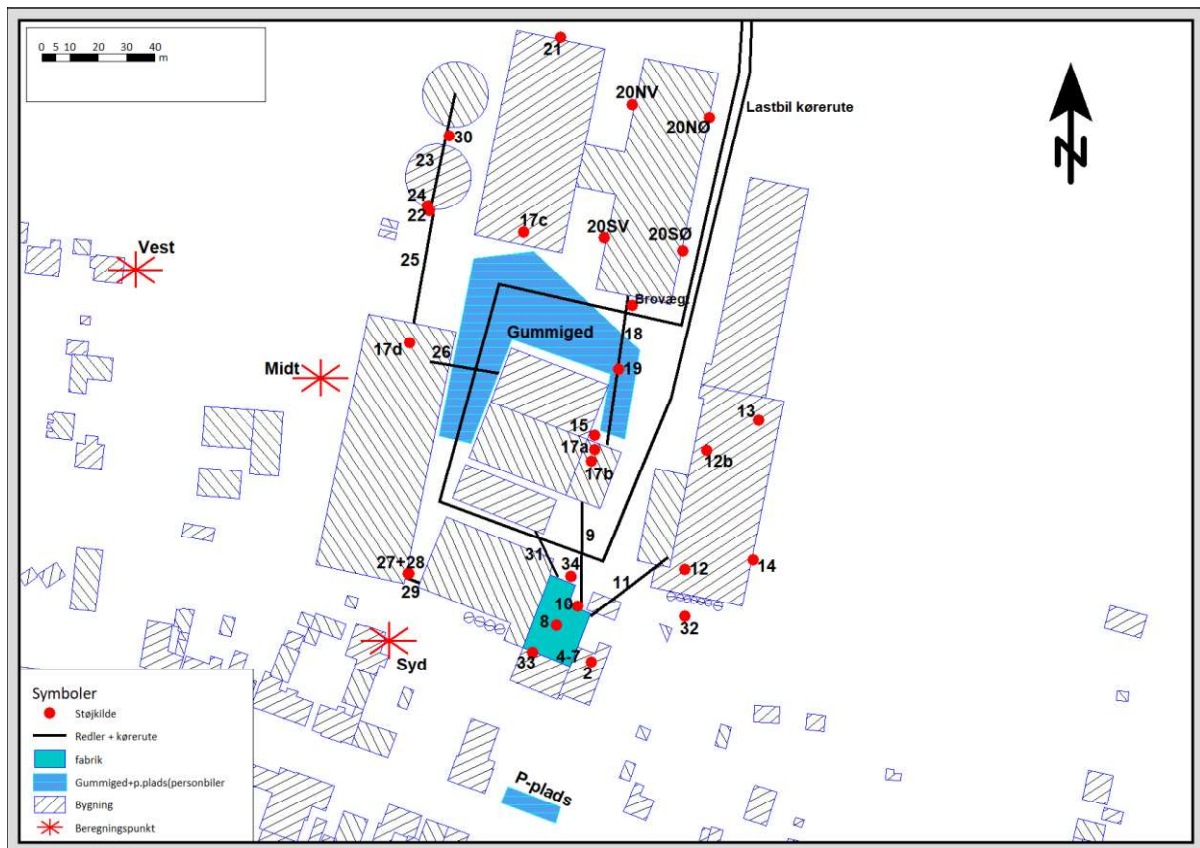 0 5 10 20 30 40
m
21
20NV
Lastbil kørerute
20NØ
30
23
24
22
17c
20SV
20SØ
Vest
25
N
Brovægt
Gummiged
18
17d
26
19
Midt
13
15
17a
12b
17b
9
31
27+28
34
11
12
14
29
10
8
32
Syd
33
4-7
2
P-plads
Symboler
Støjkilde
Redler + kørerute
fabrik
Gummiged+p.plads(personbiler
Bygning
Beregningspunkt